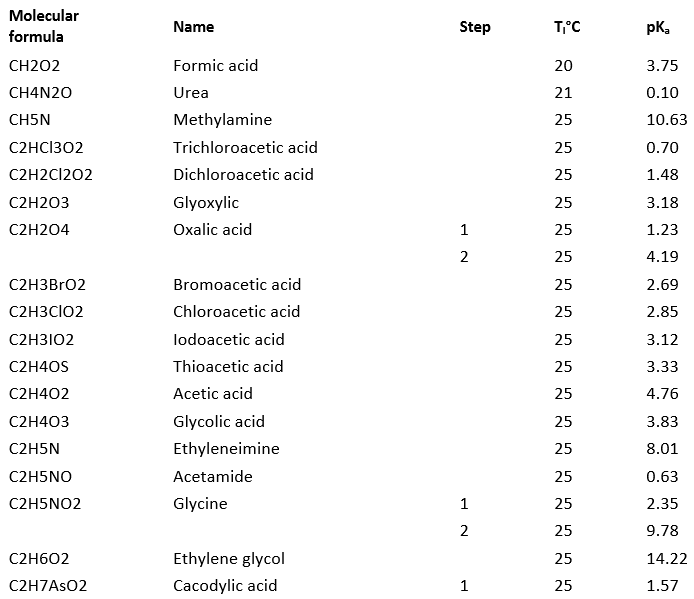 Molecular formula Name Step T,°C pKa
CH2O2 Formic acid 20 3.75
CH4N2O Urea 21 0.10
CH5N Methylamine 25 10.63
C2HCl3O2 Trichloroacetic acid 25 0.70
C2H2Cl2O2 Dichloroacetic acid 25 1.48
C2H2O3 Glyoxylic 25 3.18
C2H2O4 Oxalic acid 1 25 1.23
2 25 4.19
C2H3BrO2 Bromoacetic acid 25 2.69
C2H3ClO2 Chloroacetic acid 25 2.85
C2H3IO2 Iodoacetic acid 25 3.12
C2H4OS Thioacetic acid 25 3.33
C2H4O2 Acetic acid 25 4.76
C2H4O3 Glycolic acid 25 3.83
C2H5N Ethyleneimine 25 8.01
C2H5NO Acetamide 25 0.63
C2H5NO2 Glycine 1 25 2.35
2 25 9.78
C2H6O2 Ethylene glycol 25 14.22
C2H7AsO2 Cacodylic acid 1 25 1.57